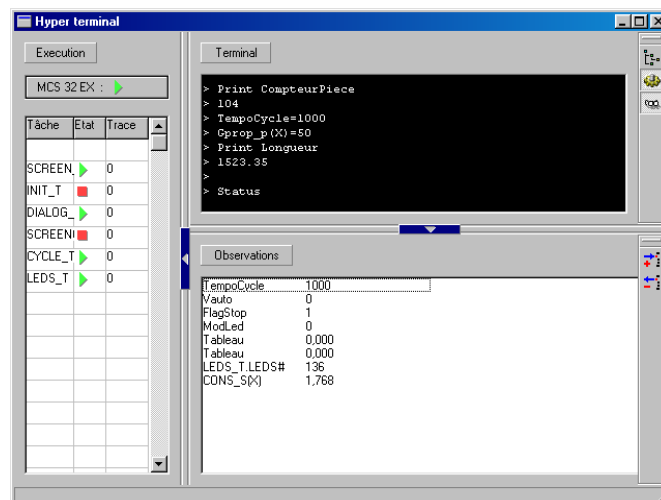 Hyper terminal
Execution
MCS 32 EX :
Tâche Etat Trace
SCREEN_ 0
INIT_T 0
DIALOG_ 0
SCREEN 0
CYCLE_T 0
LEDS_T 0
Terminal
> Print CompteurPiece
> 104
> TempoCycle=1000
> Gprop_p(X)=50
> Print Longueur
> 1523.35
>
> Status
Observations
TempoCycle 1000
Vauto 0
FlagStop 1
ModLed 0
Tableau 0,000
Tableau 0,000
LEDS_T.LEDS# 136
CONS_S(X) 1,768